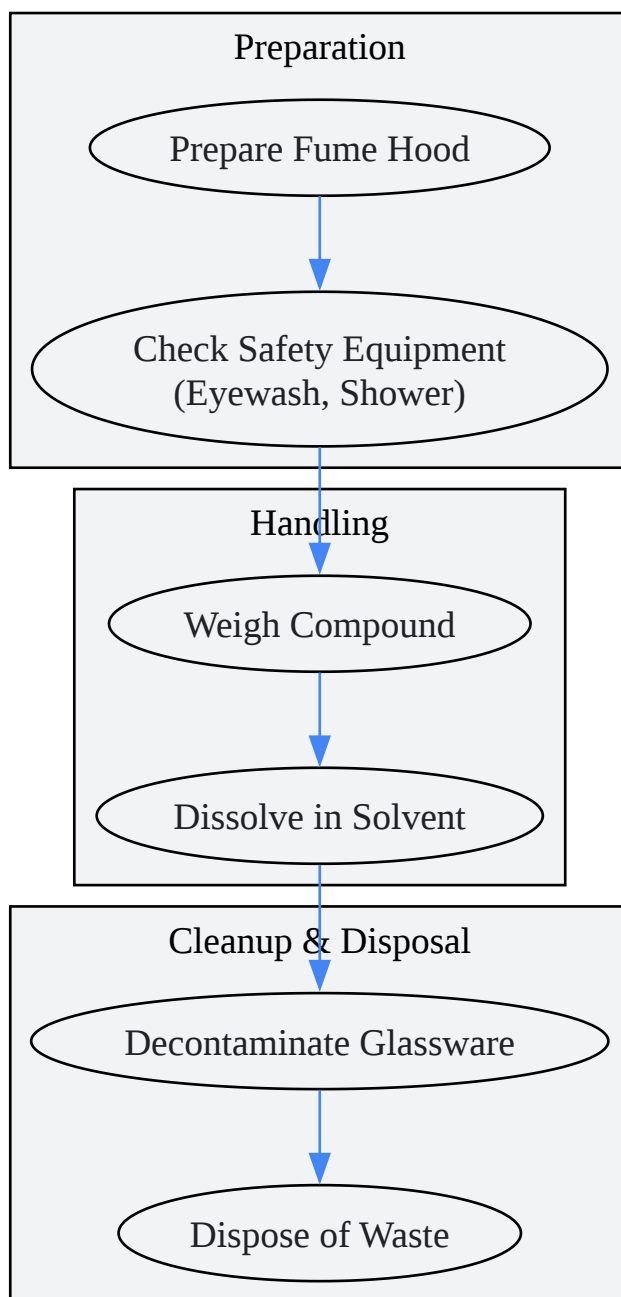 Preparation
Prepare Fume Hood
Check Safety Equipment
(Eyewash, Shower)
Handling
Weigh Compound
Dissolve in Solvent
Cleanup & Disposal
Decontaminate Glassware
Dispose of Waste